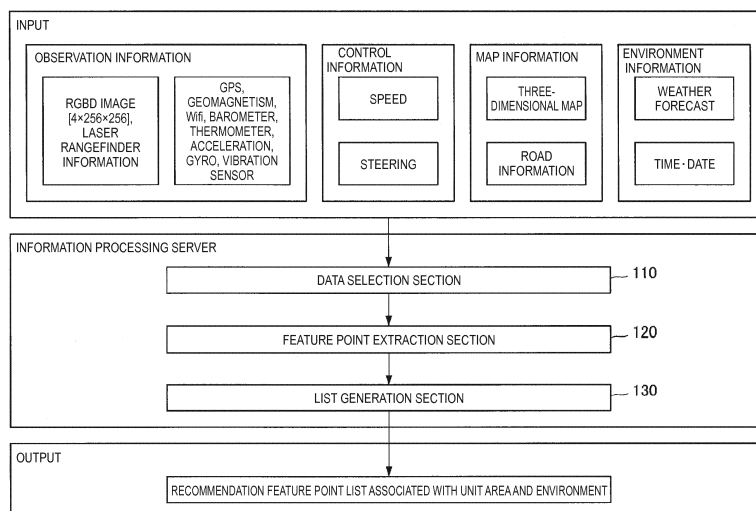 INPUT
OBSERVATION INFORMATION
RGBD IMAGE
[4×256×256],
LASER
RANGEFINDER
INFORMATION
GPS,
GEOMAGNETISM,
Wifi, BAROMETER,
THERMOMETER,
ACCELERATION,
GYRO, VIBRATION
SENSOR
CONTROL
INFORMATION
SPEED
STEERING
MAP INFORMATION
THREE-
DIMENSIONAL MAP
ROAD
INFORMATION
ENVIRONMENT
INFORMATION
WEATHER
FORECAST
TIME・DATE
INFORMATION PROCESSING SERVER
DATA SELECTION SECTION
110
FEATURE POINT EXTRACTION SECTION
120
LIST GENERATION SECTION
130
OUTPUT
RECOMMENDATION FEATURE POINT LIST ASSOCIATED WITH UNIT AREA AND ENVIRONMENT